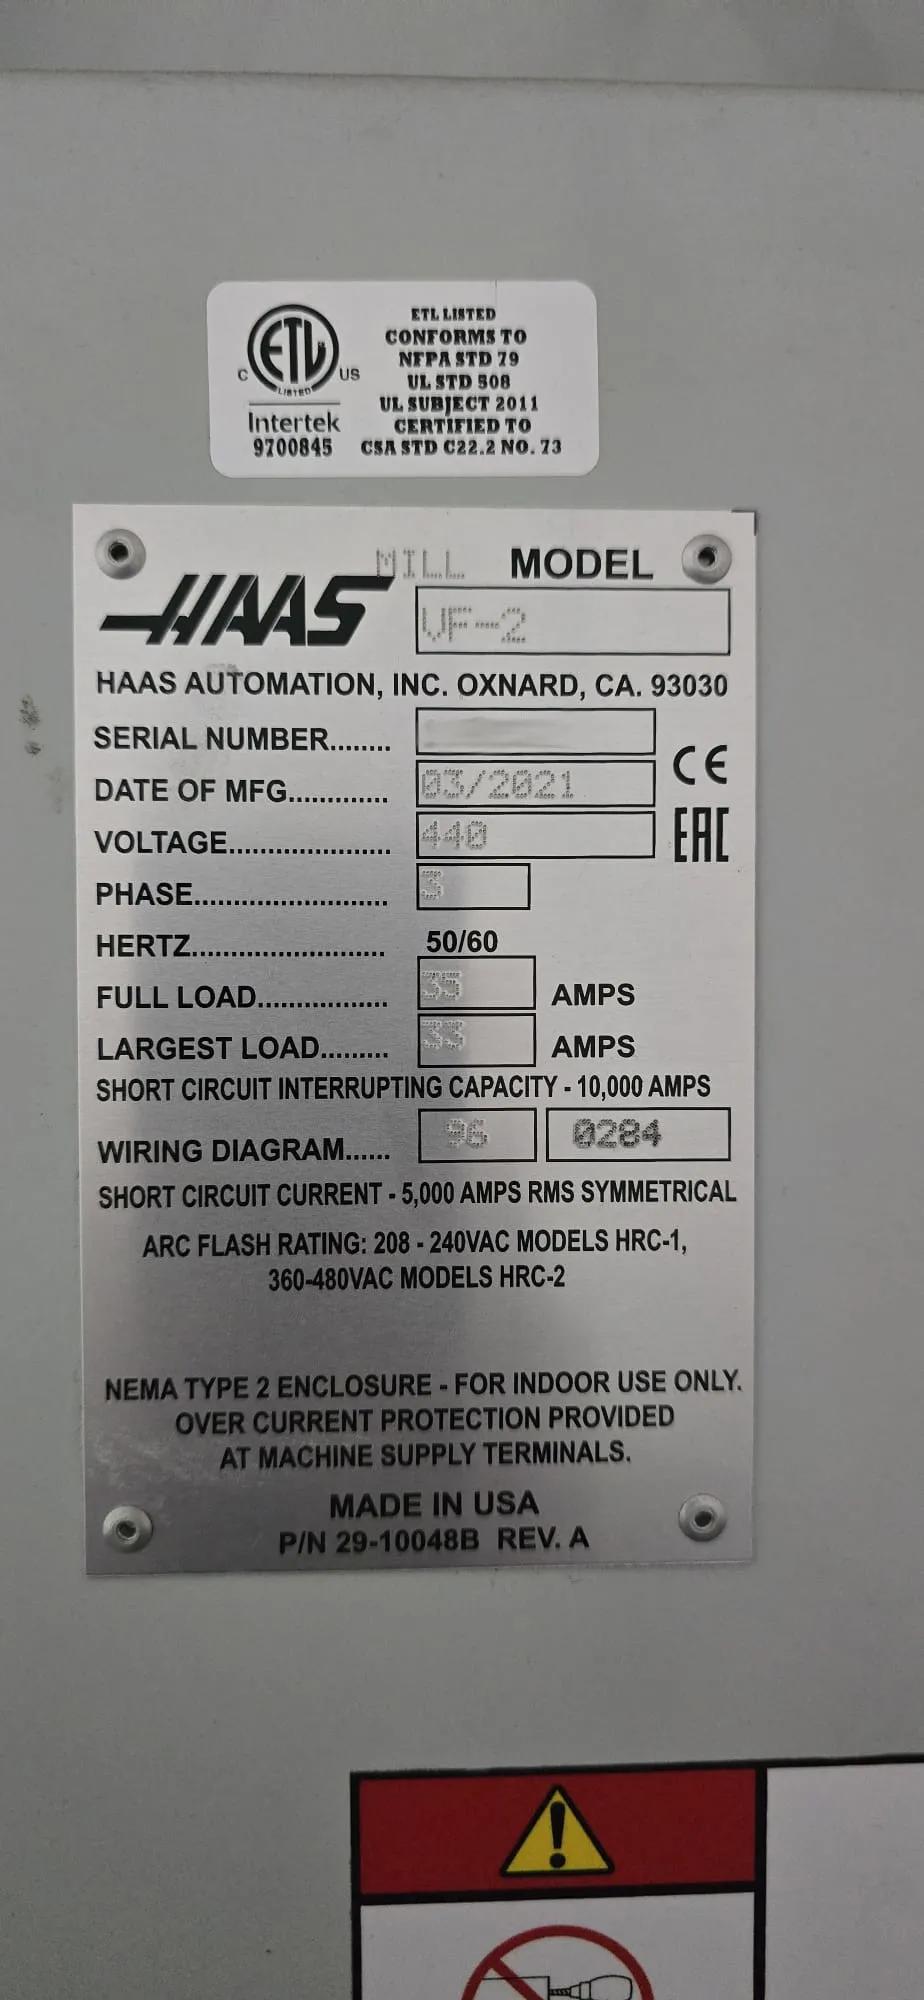 ETL LISTED
CONFORMS TO
NFPA STD 79
UL STD 508
UL SUBJECT 2011
CERTIFIED TO
CSA STD C22.2 NO. 73
C ETL US
LISTED
Intertek
9700845
MILL MODEL
HAAS VF-2
HAAS AUTOMATION, INC. OXNARD, CA. 93030
SERIAL NUMBER........
DATE OF MFG............. 03/2021 CE
VOLTAGE..................... 440 EAC
PHASE......................... 3
HERTZ......................... 50/60
FULL LOAD................. 35 AMPS
LARGEST LOAD......... 33 AMPS
SHORT CIRCUIT INTERRUPTING CAPACITY - 10,000 AMPS
WIRING DIAGRAM...... 96 0284
SHORT CIRCUIT CURRENT - 5,000 AMPS RMS SYMMETRICAL
ARC FLASH RATING: 208 - 240VAC MODELS HRC-1,
360-480VAC MODELS HRC-2
NEMA TYPE 2 ENCLOSURE - FOR INDOOR USE ONLY.
OVER CURRENT PROTECTION PROVIDED
AT MACHINE SUPPLY TERMINALS.
MADE IN USA
P/N 29-10048B REV. A